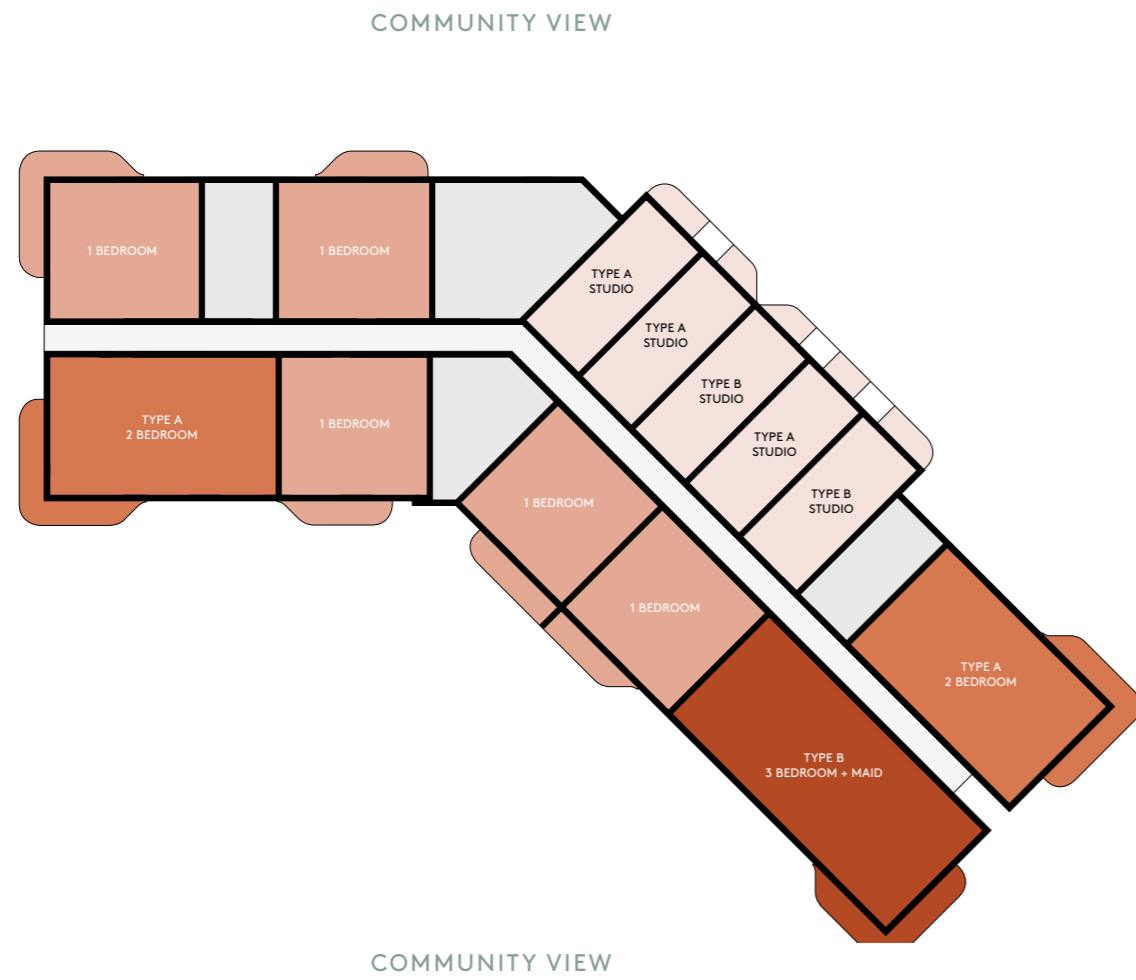 COMMUNITY VIEW
1 BEDROOM
1 BEDROOM
TYPE A
STUDIO
TYPE A
STUDIO
TYPE B
STUDIO
TYPE A
STUDIO
TYPE B
STUDIO
TYPE A
2 BEDROOM
1 BEDROOM
1 BEDROOM
1 BEDROOM
TYPE A
2 BEDROOM
TYPE B
3 BEDROOM + MAID
COMMUNITY VIEW